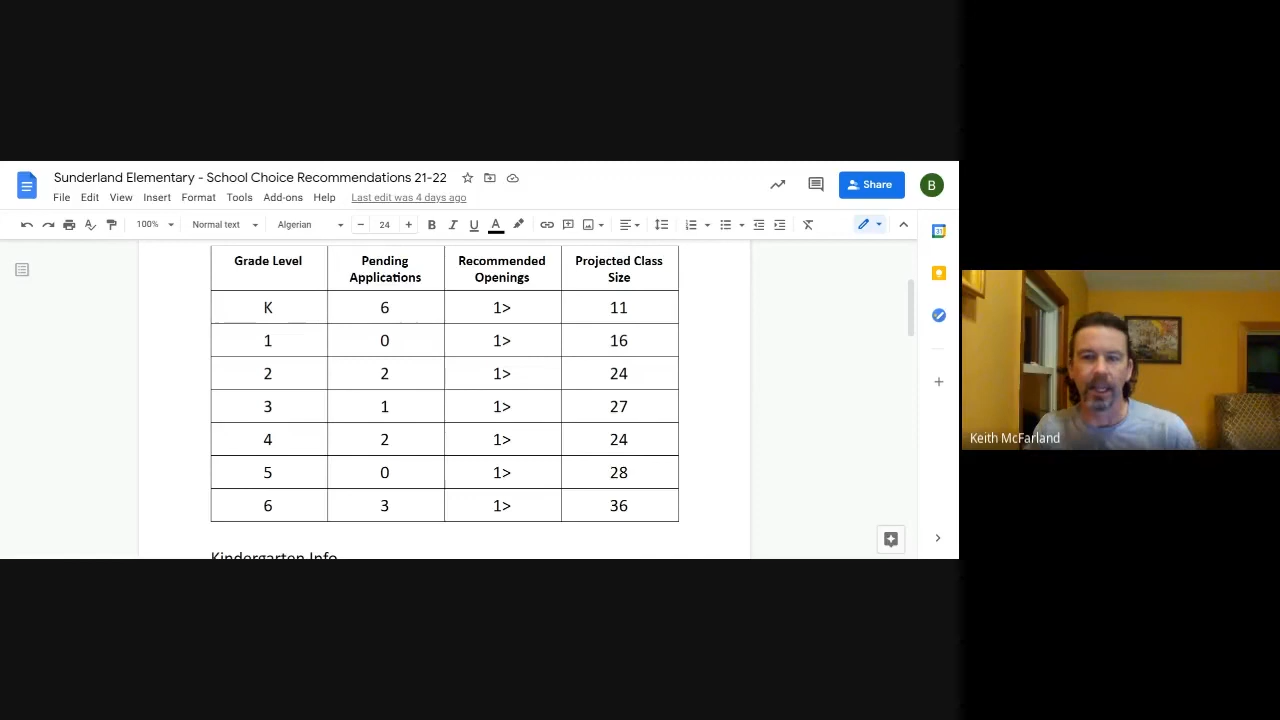 Sunderland Elementary - School Choice Recommendations 21-22
File Edit View Insert Format Tools Add-ons Help Last edit was 4 days ago
Share
B
100% Normal text Algerian 24 B I U A
Grade Level Pending Applications Recommended Openings Projected Class Size
K 6 1> 11
1 0 1> 16
2 2 1> 24
3 1 1> 27
4 2 1> 24
5 0 1> 28
6 3 1> 36
Kindergarten Info
Keith McFarland